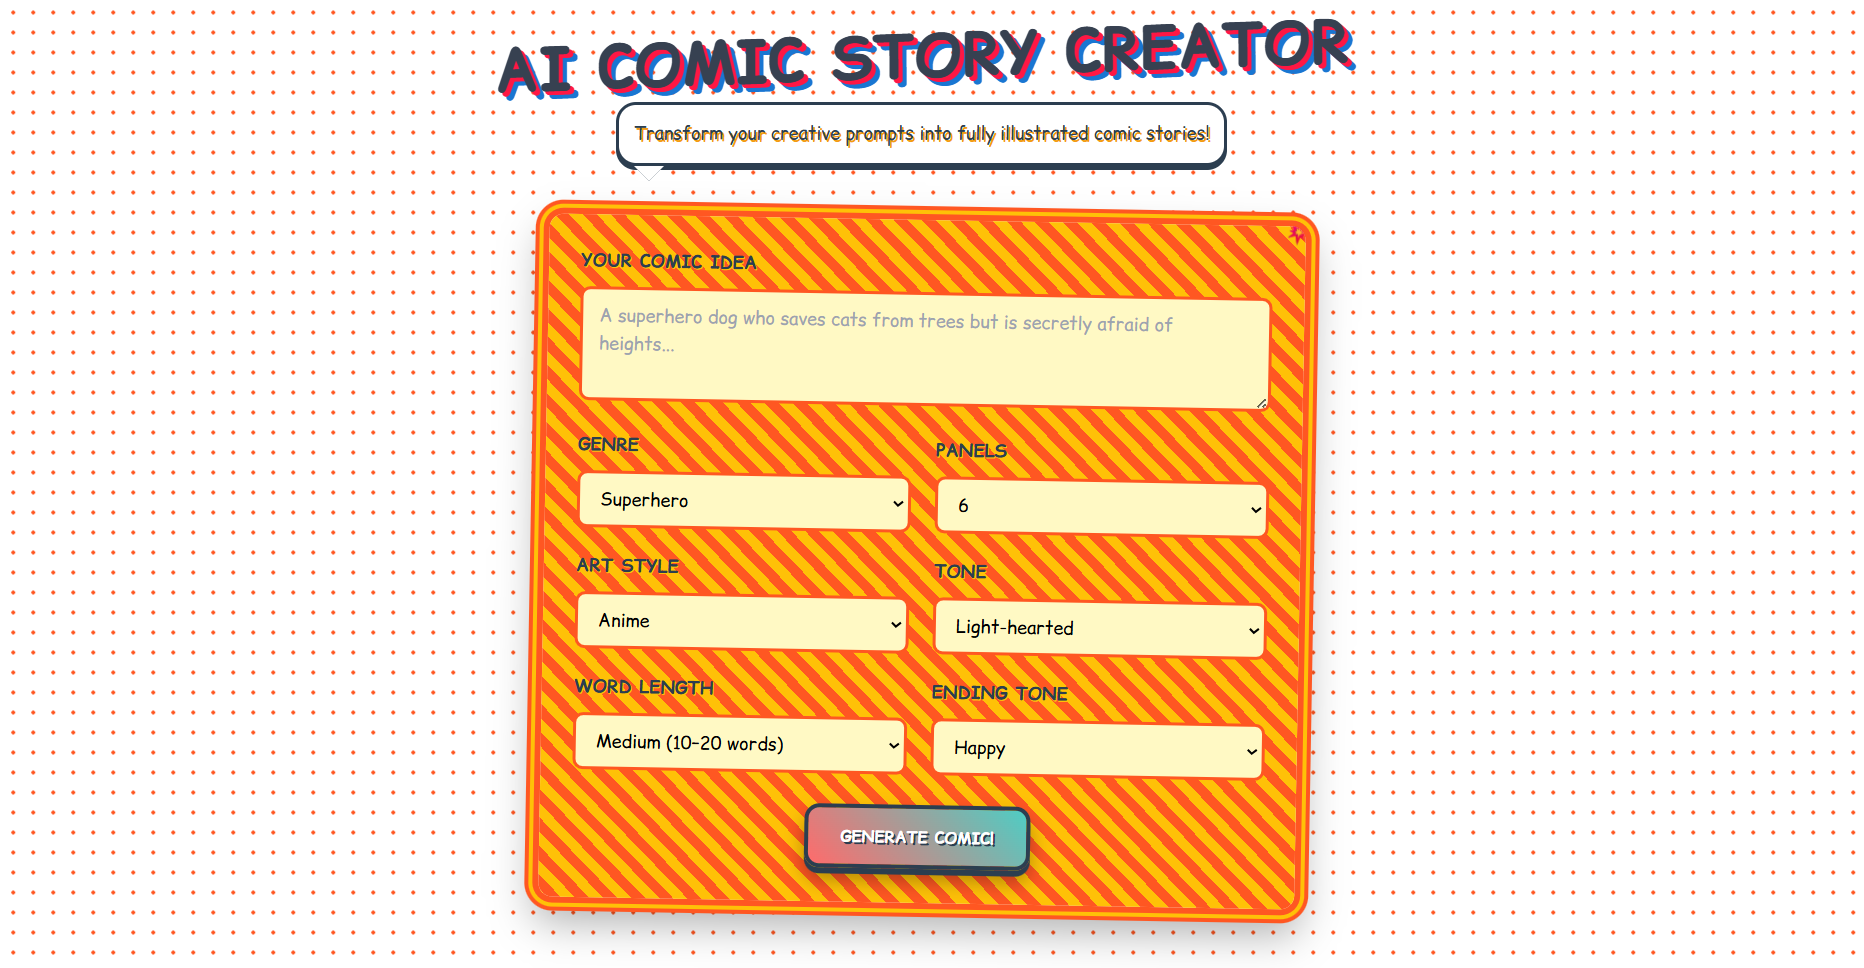 AI COMIC STORY CREATOR
Transform your creative prompts into fully illustrated comic stories!
YOUR COMIC IDEA
A superhero dog who saves cats from trees but is secretly afraid of
heights...
GENRE
PANELS
Superhero
6
ART STYLE
TONE
Anime
Light-hearted
WORD LENGTH
ENDING TONE
Medium (10-20 words)
Happy
GENERATE COMIC!